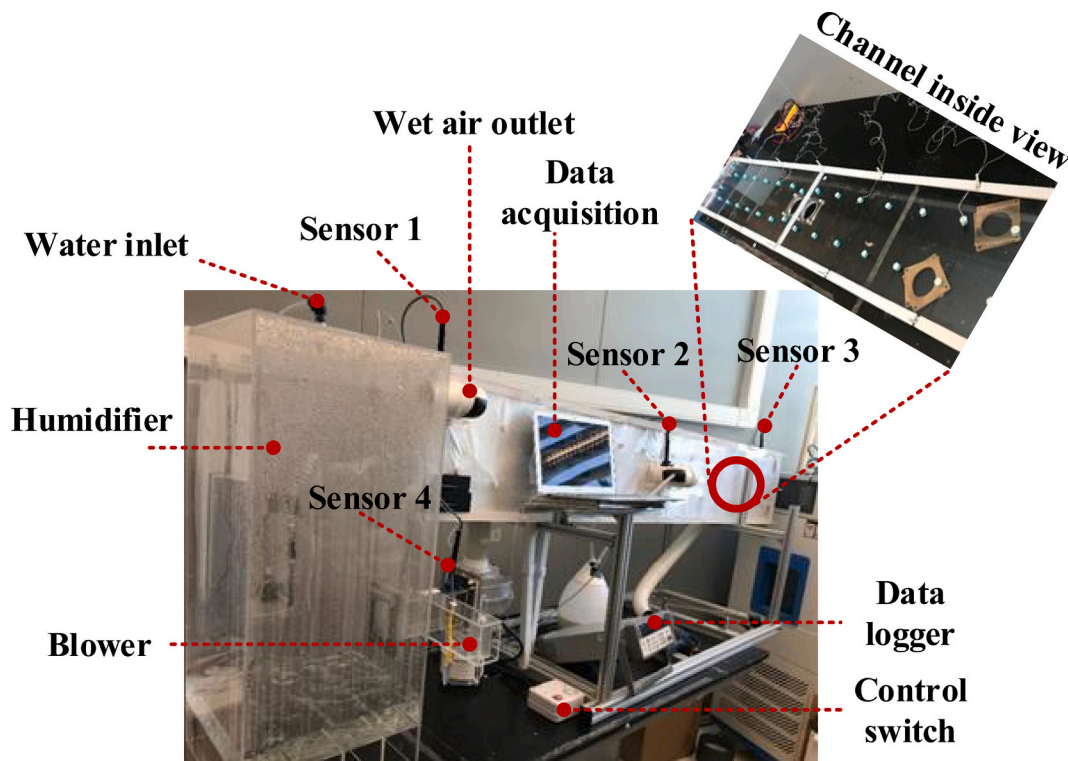 Channel inside view
Wet air outlet
Data
acquisition
Sensor 1
Water inlet
Sensor 2
Sensor 3
Humidifier
Sensor 4
Data
logger
Blower
Control
switch